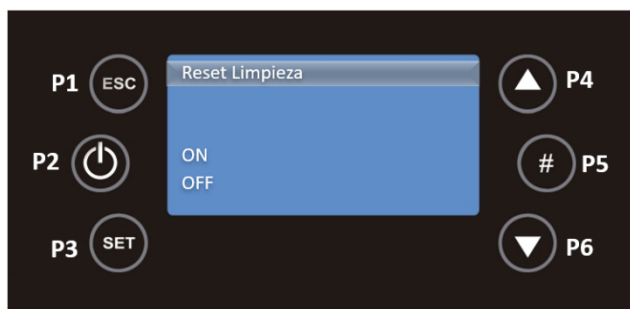 P1 ESC
Reset Limpieza
P4
P2
ON
OFF
# P5
P3 SET
P6